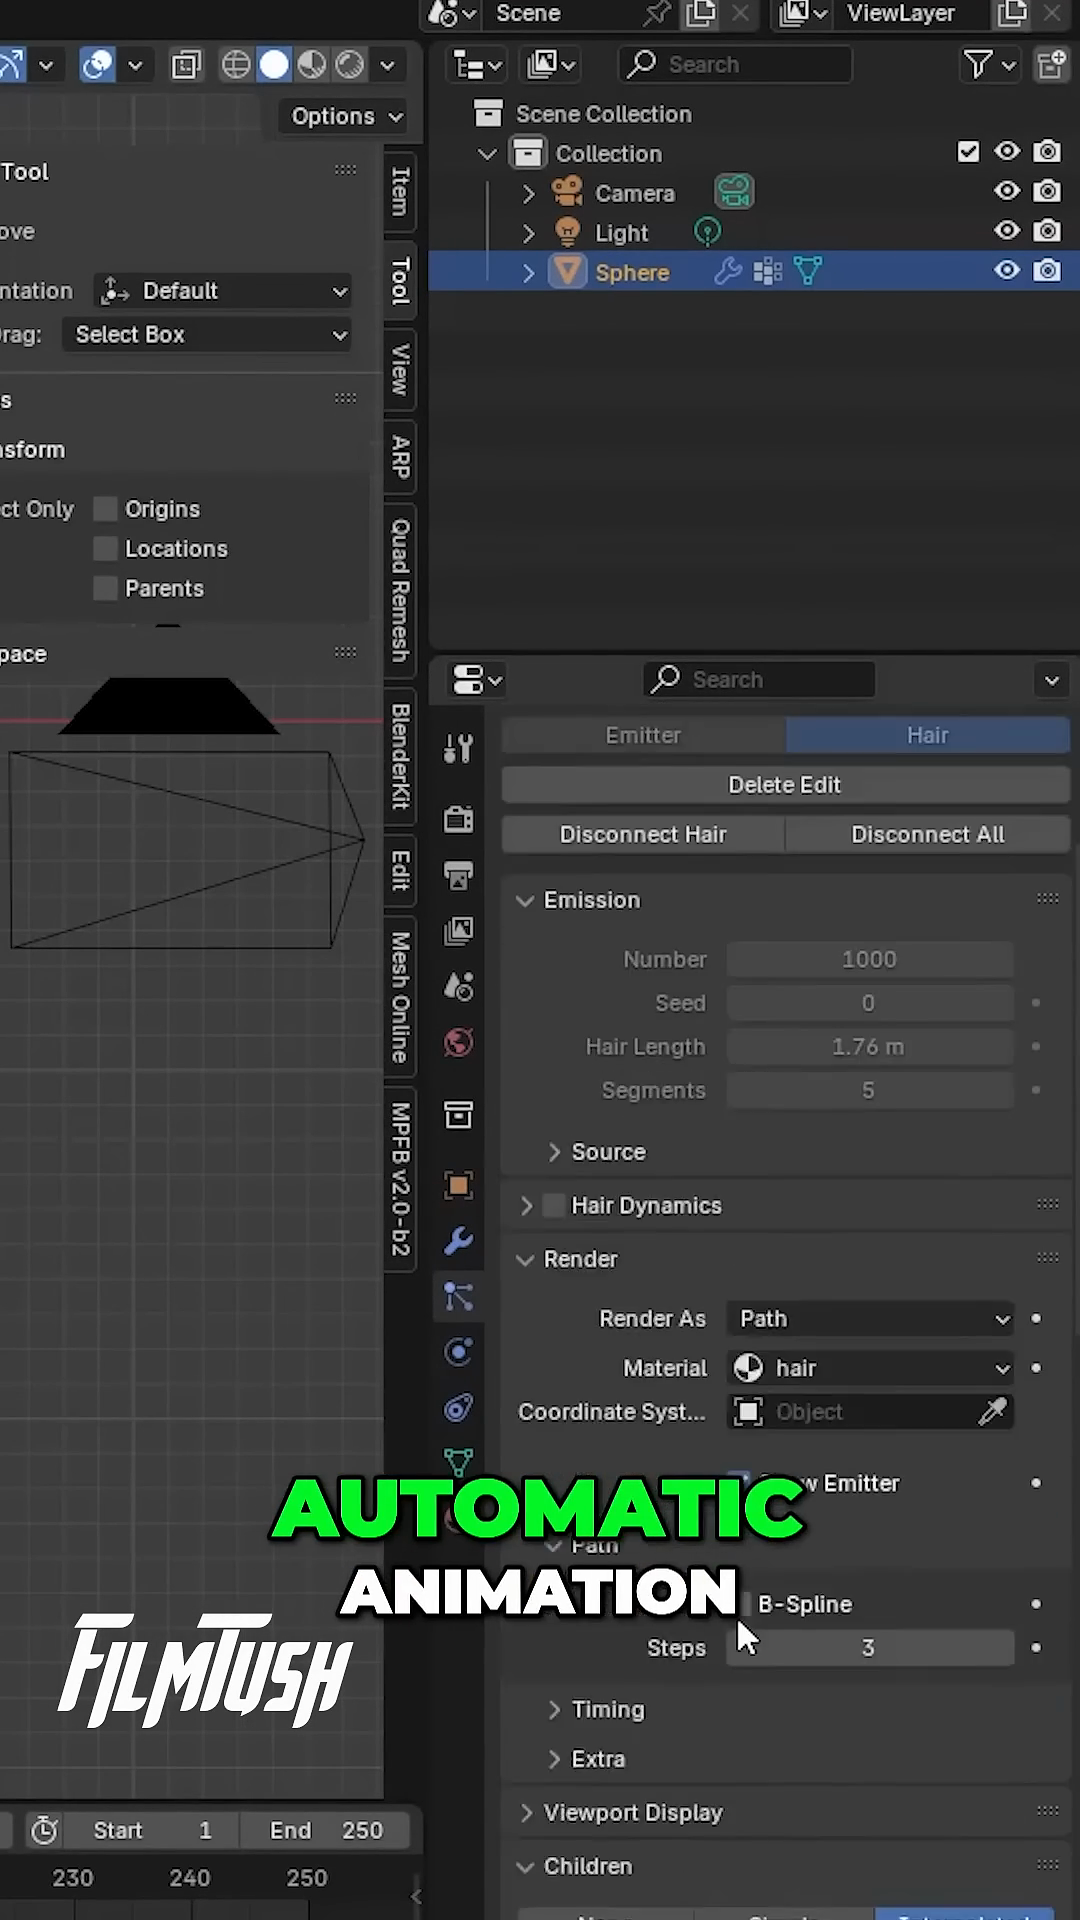 Scene
ViewLayer
Search
Options
Scene Collection
Collection
Camera
Light
Sphere
Tool
ove
ntation
Default
rag:
Select Box
s
nsform
ct Only
Origins
Locations
Parents
pace
Item
Tool
View
ARP
Quad Remesh
BlenderKit
Edit
Mesh Online
MPFB v2.0-b2
Search
Emitter
Hair
Delete Edit
Disconnect Hair
Disconnect All
Emission
Number 1000
Seed 0
Hair Length 1.76 m
Segments 5
Source
Hair Dynamics
Render
Render As Path
Material hair
Coordinate Syst... Object
w Emitter
AUTOMATIC
Path
ANIMATION
B-Spline
Steps 3
FILMTUSH
Timing
Extra
Viewport Display
Children
Start 1
End 250
230 240 250